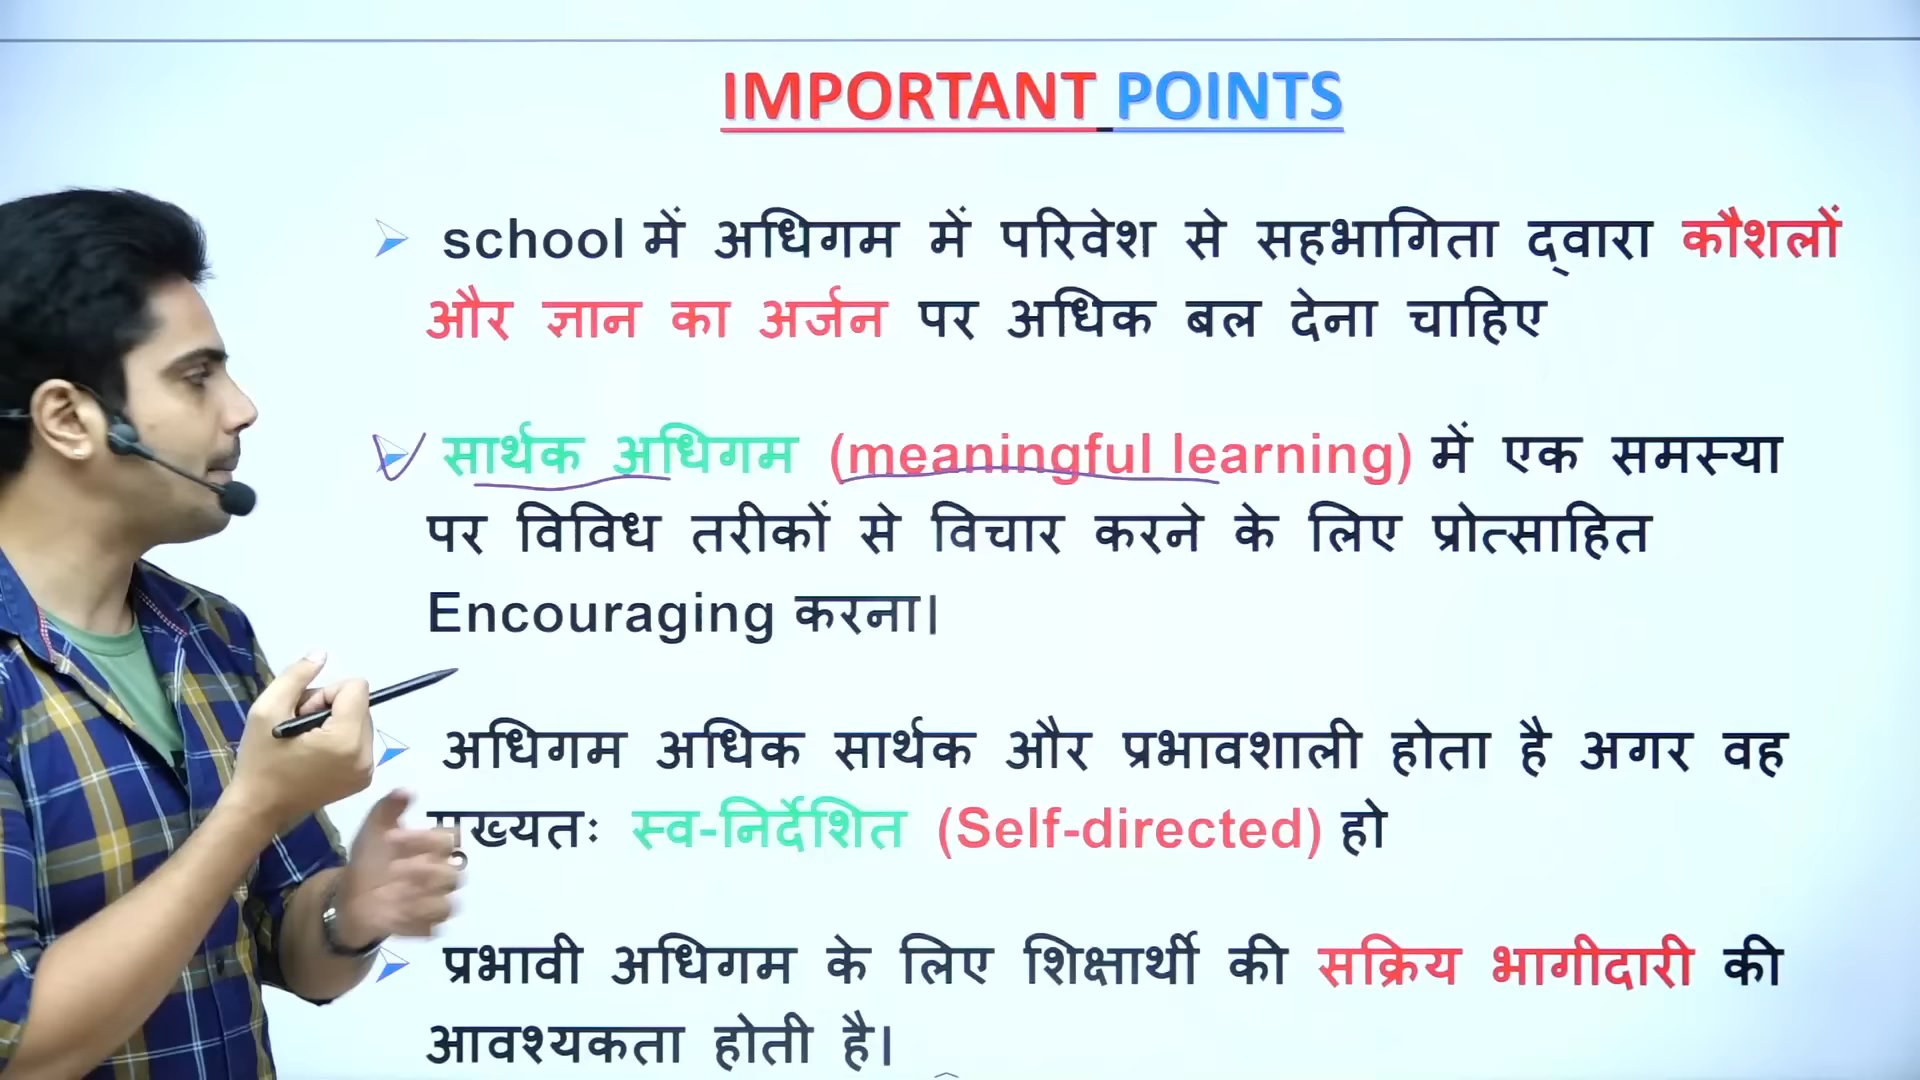 IMPORTANT POINTS
school में अधिगम में परिवेश से सहभागिता द्वारा कौशलों
और ज्ञान का अर्जन पर अधिक बल देना चाहिए
सार्थक अधिगम (meaningful learning) में एक समस्या
पर विविध तरीकों से विचार करने के लिए प्रोत्साहित
Encouraging करना।
अधिगम अधिक सार्थक और प्रभावशाली होता है अगर वह
मुख्यतः स्व-निर्देशित (Self-directed) हो
प्रभावी अधिगम के लिए शिक्षार्थी की सक्रिय भागीदारी की
आवश्यकता होती है।